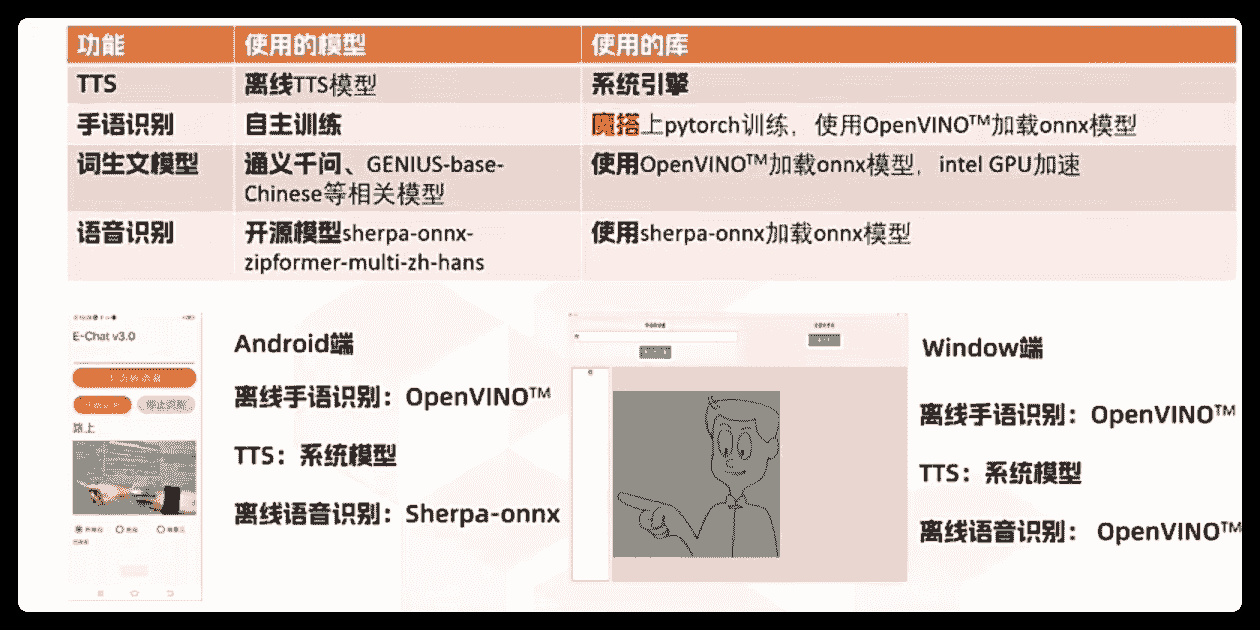 功能 使用的模型 使用的库
TTS 离线TTS模型 系统引擎
手语识别 自主训练 魔搭上pytorch训练，使用OpenVINO™加载onnx模型
词生文模型 通义千问、GENIUS-base-
Chinese等相关模型 使用OpenVINO™加载onnx模型，intel GPU加速
语音识别 开源模型sherpa-onnx-
zipformer-multi-zh-hans 使用sherpa-onnx加载onnx模型
E-Chat v3.0
停止识别
路上
Android端
离线手语识别：OpenVINO™
TTS：系统模型
离线语音识别：Sherpa-onnx
Window端
离线手语识别：OpenVINO™
TTS：系统模型
离线语音识别： OpenVINO™